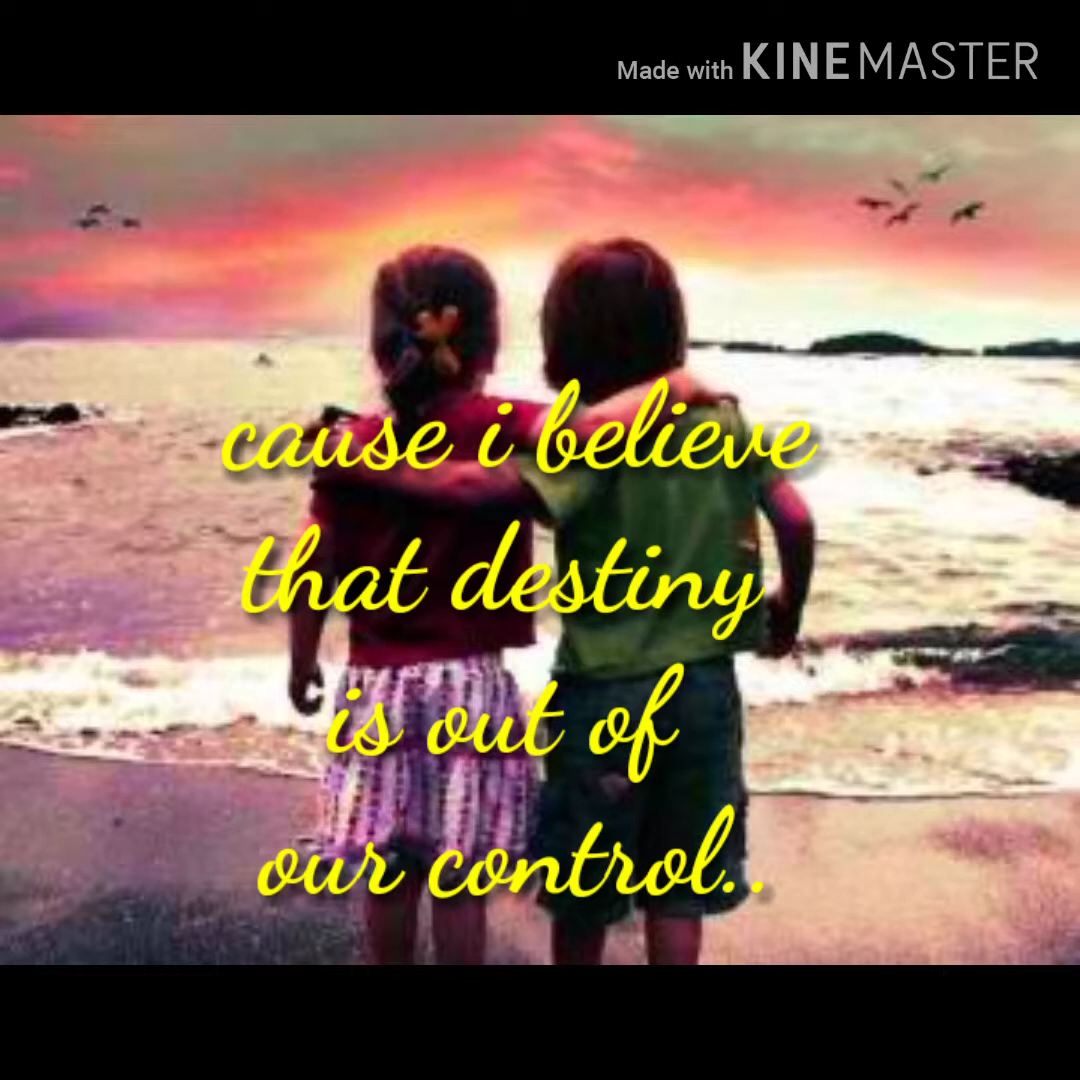 Made with KINEMASTER
cause i believe
that destiny
is out of
our control..